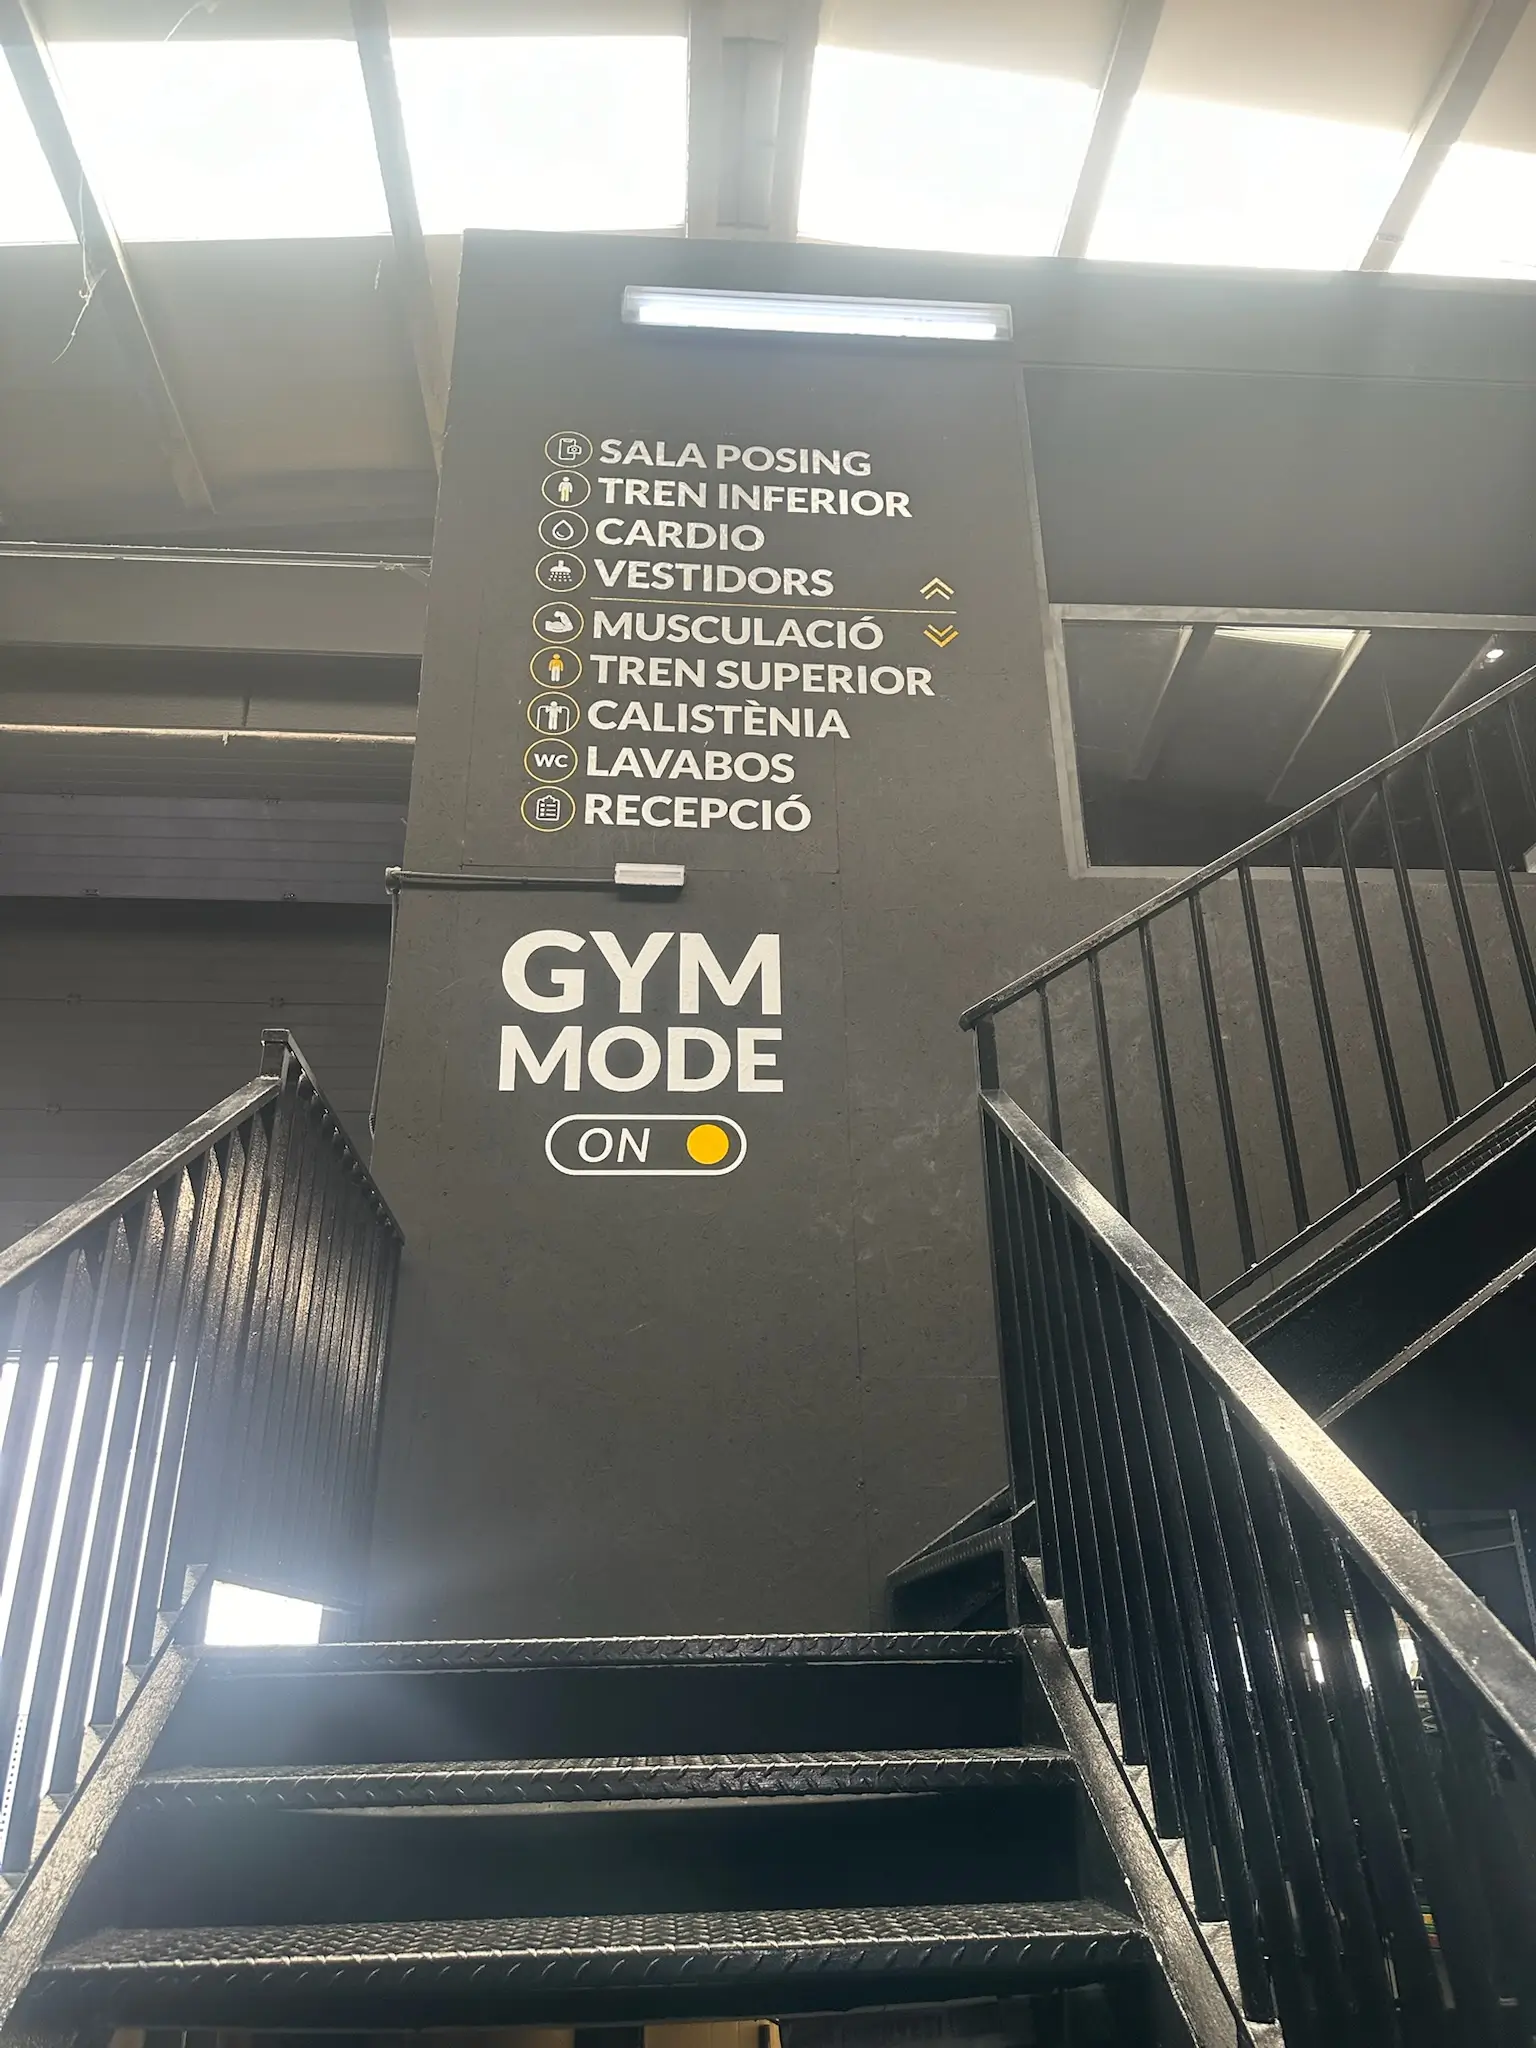 SALA POSING
TREN INFERIOR
CARDIO
VESTIDORS
MUSCULACIÓ
TREN SUPERIOR
CALISTÈNIA
WC LAVABOS
RECEPCIÓ
GYM
MODE
ON